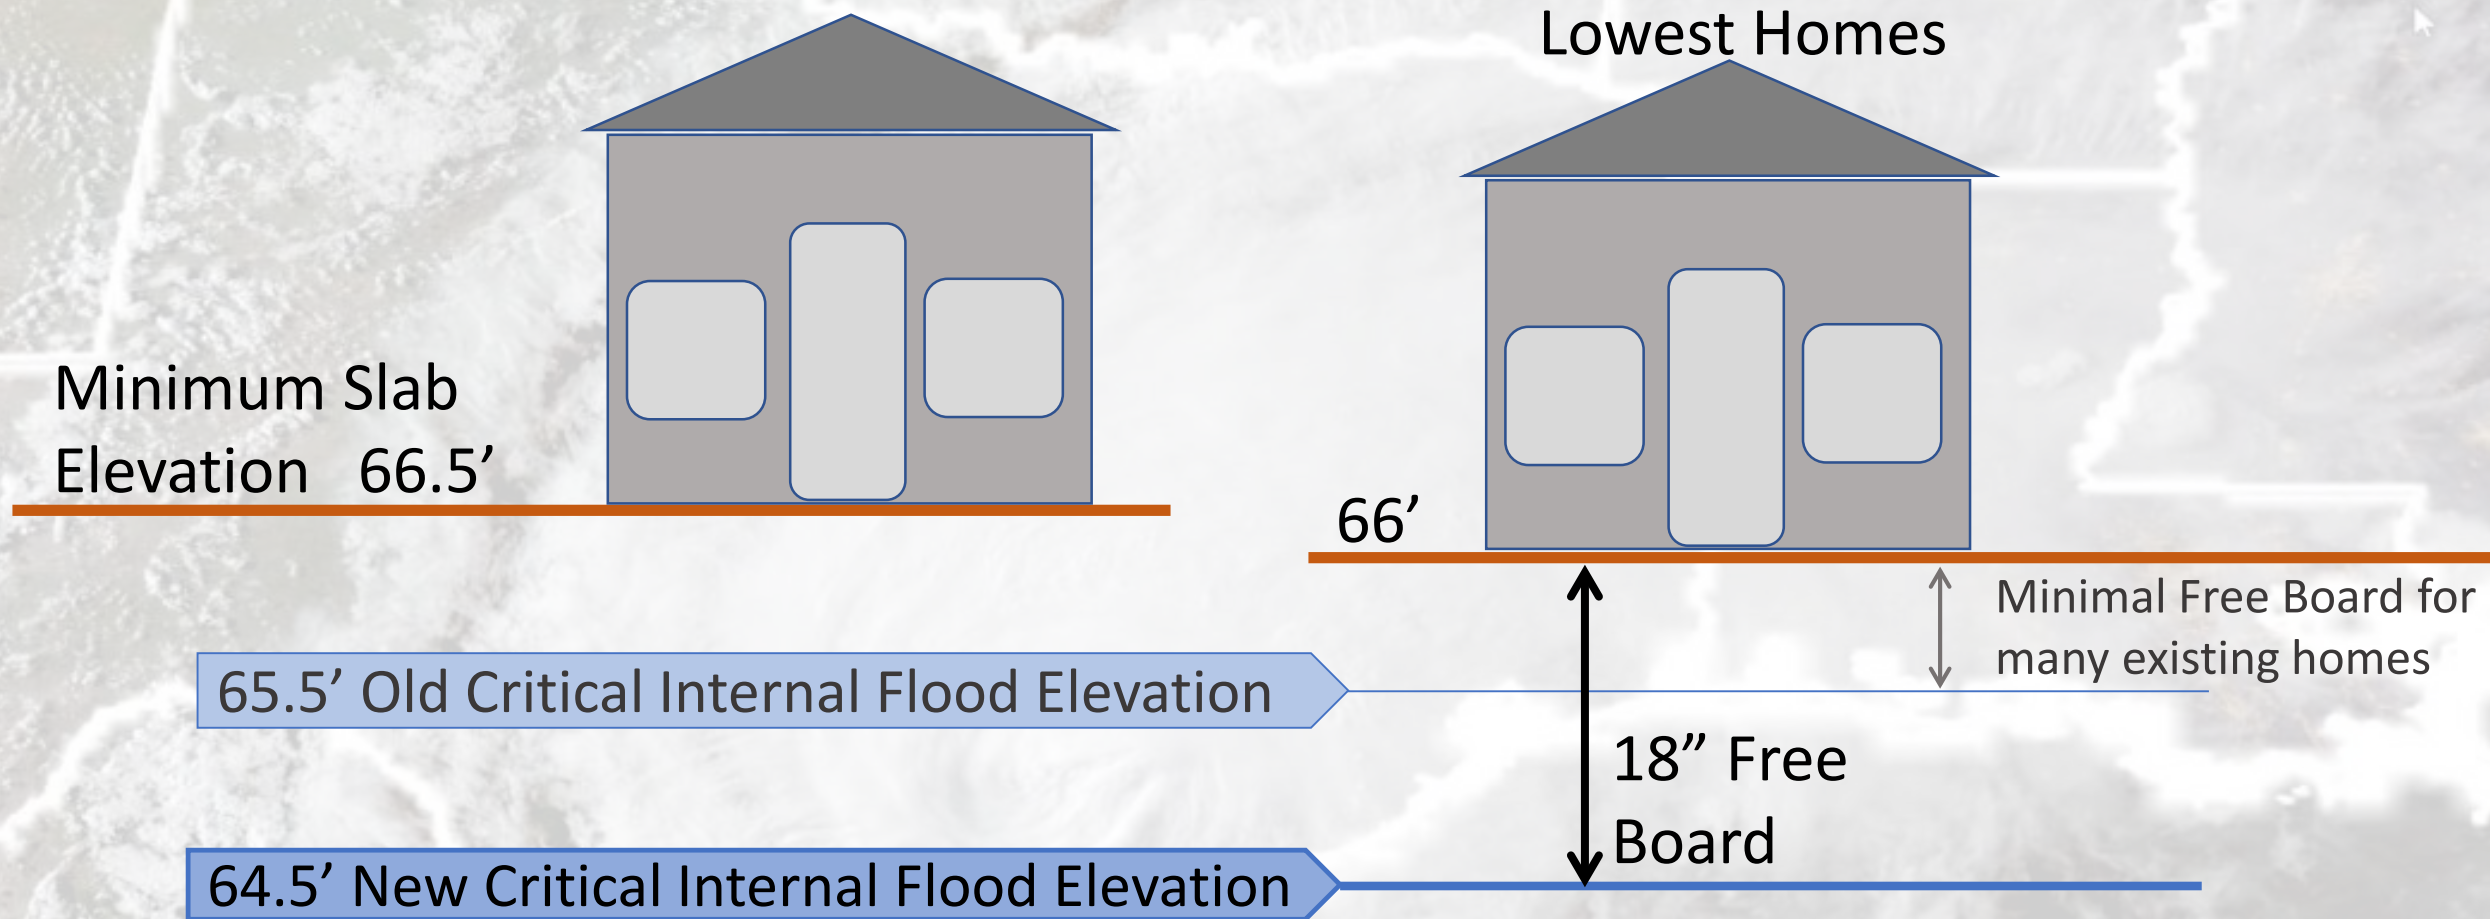 Lowest Homes
Minimum Slab
Elevation   66.5’
66’
Minimal Free Board for
many existing homes
65.5’ Old Critical Internal Flood Elevation
18” Free
Board
64.5’ New Critical Internal Flood Elevation